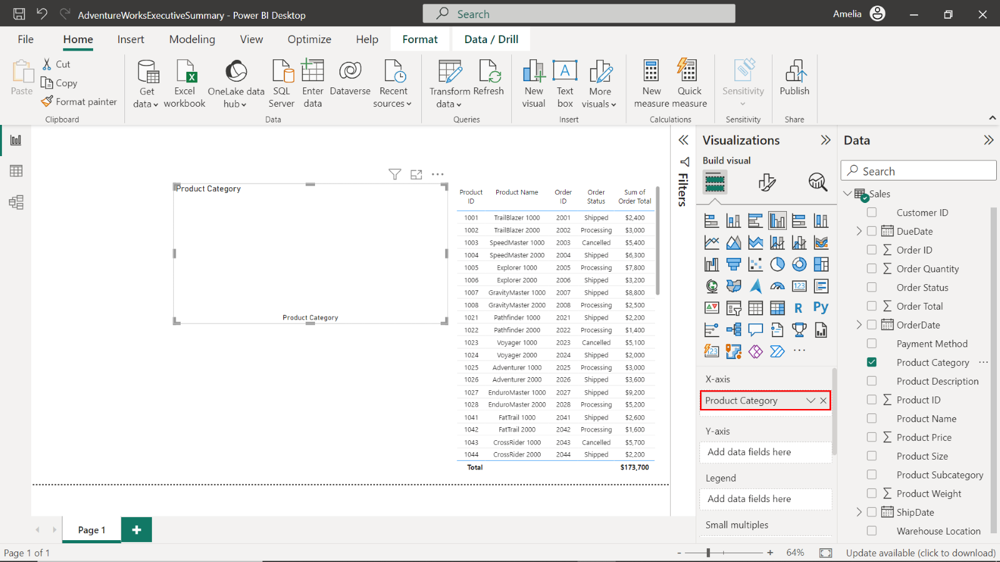 AdventureWorksExecutiveSummary - Power BI Desktop
Search
Amelia
File Home Insert Modeling View Optimize Help Format Data / Drill
Paste
Cut
Copy
Format painter
Clipboard
Get data
Excel workbook
OneLake data hub
SQL Server
Enter data
Dataverse
Recent sources
Data
Transform data
Refresh
Queries
New visual
Text box
More visuals
Insert
New measure
Quick measure
Calculations
Sensitivity
Sensitivity
Publish
Share
Product Category
Product Category
Product ID Product Name Order ID Order Status Sum of Order Total
1001 TrailBlazer 1000 2001 Shipped $2,400
1002 TrailBlazer 2000 2002 Processing $3,000
1003 SpeedMaster 1000 2003 Cancelled $5,400
1004 SpeedMaster 2000 2004 Shipped $6,300
1005 Explorer 1000 2005 Processing $7,800
1006 Explorer 2000 2006 Shipped $3,200
1007 GravityMaster 1000 2007 Shipped $8,800
1008 GravityMaster 2000 2008 Processing $2,500
1021 Pathfinder 1000 2021 Shipped $2,200
1022 Pathfinder 2000 2022 Processing $1,400
1023 Voyager 1000 2023 Cancelled $5,100
1024 Voyager 2000 2024 Shipped $2,000
1025 Adventurer 1000 2025 Processing $3,000
1026 Adventurer 2000 2026 Shipped $3,600
1027 EnduroMaster 1000 2027 Shipped $9,200
1028 EnduroMaster 2000 2028 Processing $5,200
1041 FatTrail 1000 2041 Shipped $2,600
1042 FatTrail 2000 2042 Processing $1,600
1043 CrossRider 1000 2043 Cancelled $5,700
1044 CrossRider 2000 2044 Shipped $2,200
Total $173,700
Filters
Visualizations
Build visual
123
R
Py
123
X-axis
Product Category
Y-axis
Add data fields here
Legend
Add data fields here
Small multiples
Data
Search
Sales
Customer ID
DueDate
Order ID
Order Quantity
Order Status
Order Total
OrderDate
Payment Method
Product Category
Product Description
Product ID
Product Name
Product Price
Product Size
Product Subcategory
Product Weight
ShipDate
Warehouse Location
Page 1
Page 1 of 1
64%
Update available (click to download)